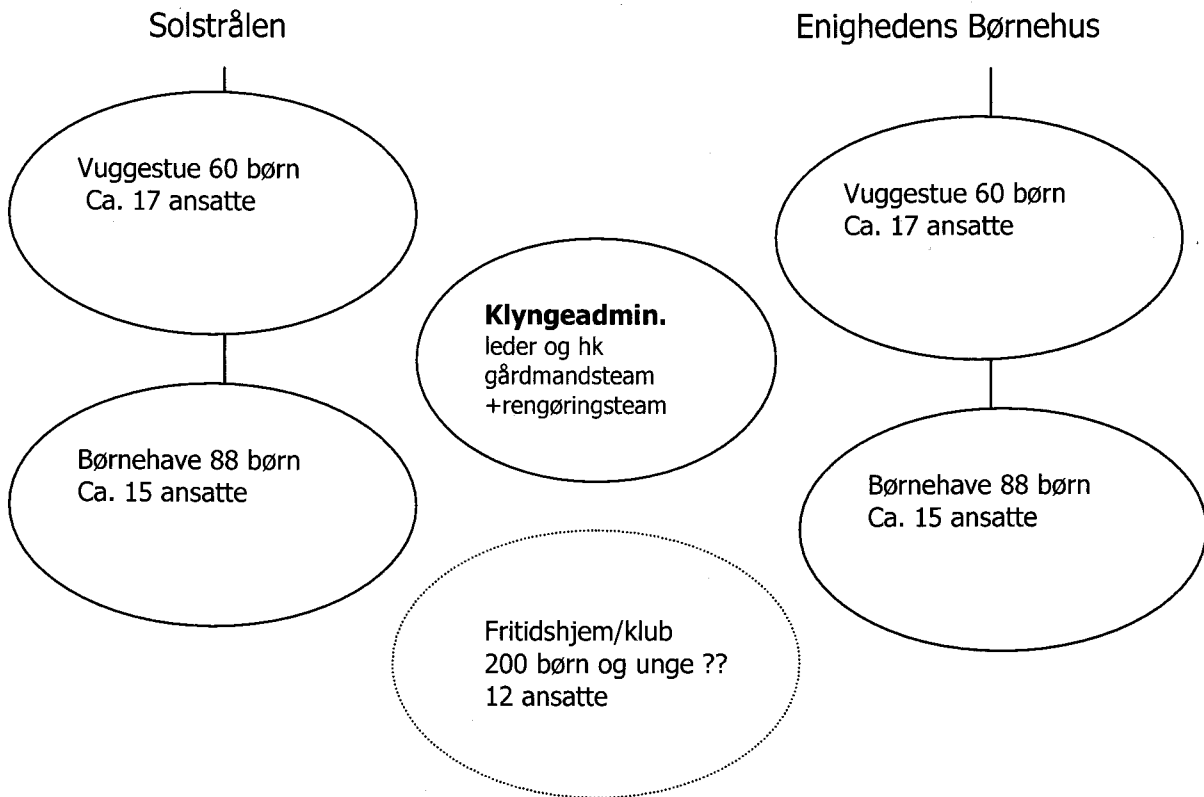 Solstrålen
Enighedens Børnehus
Vuggestue 60 børn
Ca. 17 ansatte
Vuggestue 60 børn
Ca. 17 ansatte
Klyngeadmin.
leder og hk
gårdmandsteam
+rengøringsteam
Børnehave 88 børn
Ca. 15 ansatte
Børnehave 88 børn
Ca. 15 ansatte
Fritidshjem/klub
200 børn og unge ??
12 ansatte